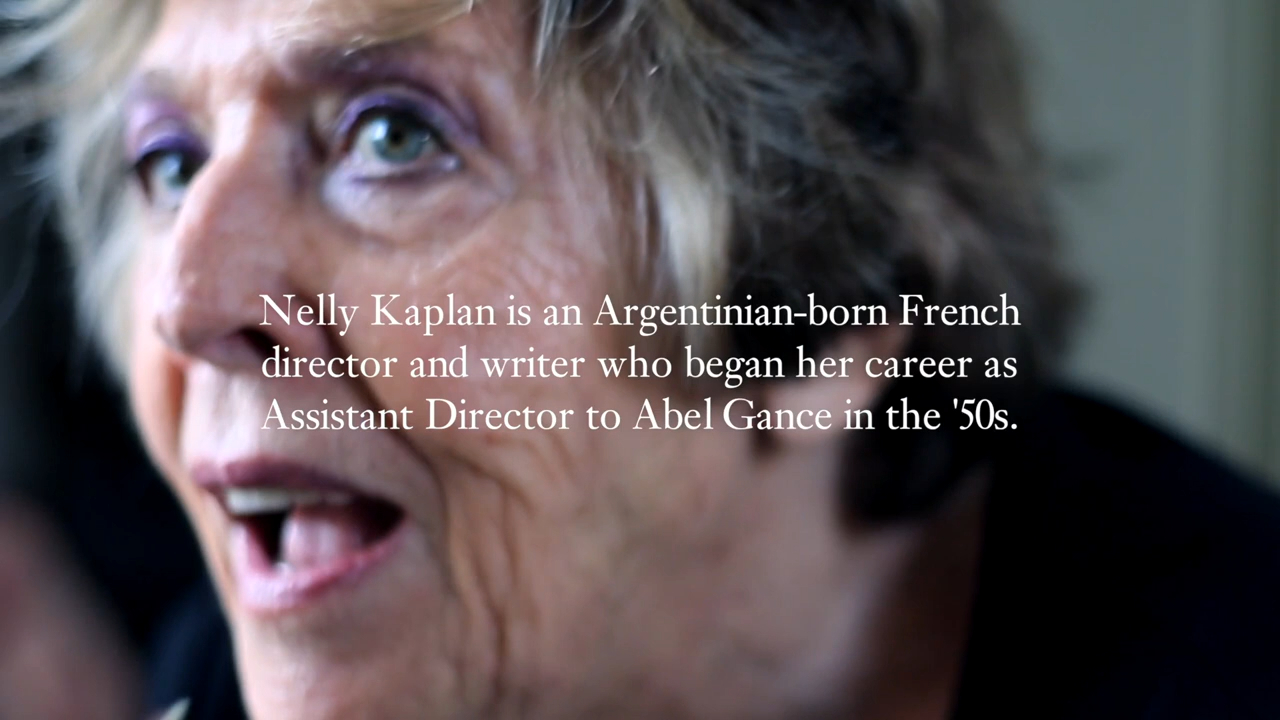 Nelly Kaplan is an Argentinian-born French
director and writer who began her career as
Assistant Director to Abel Gance in the '50s.